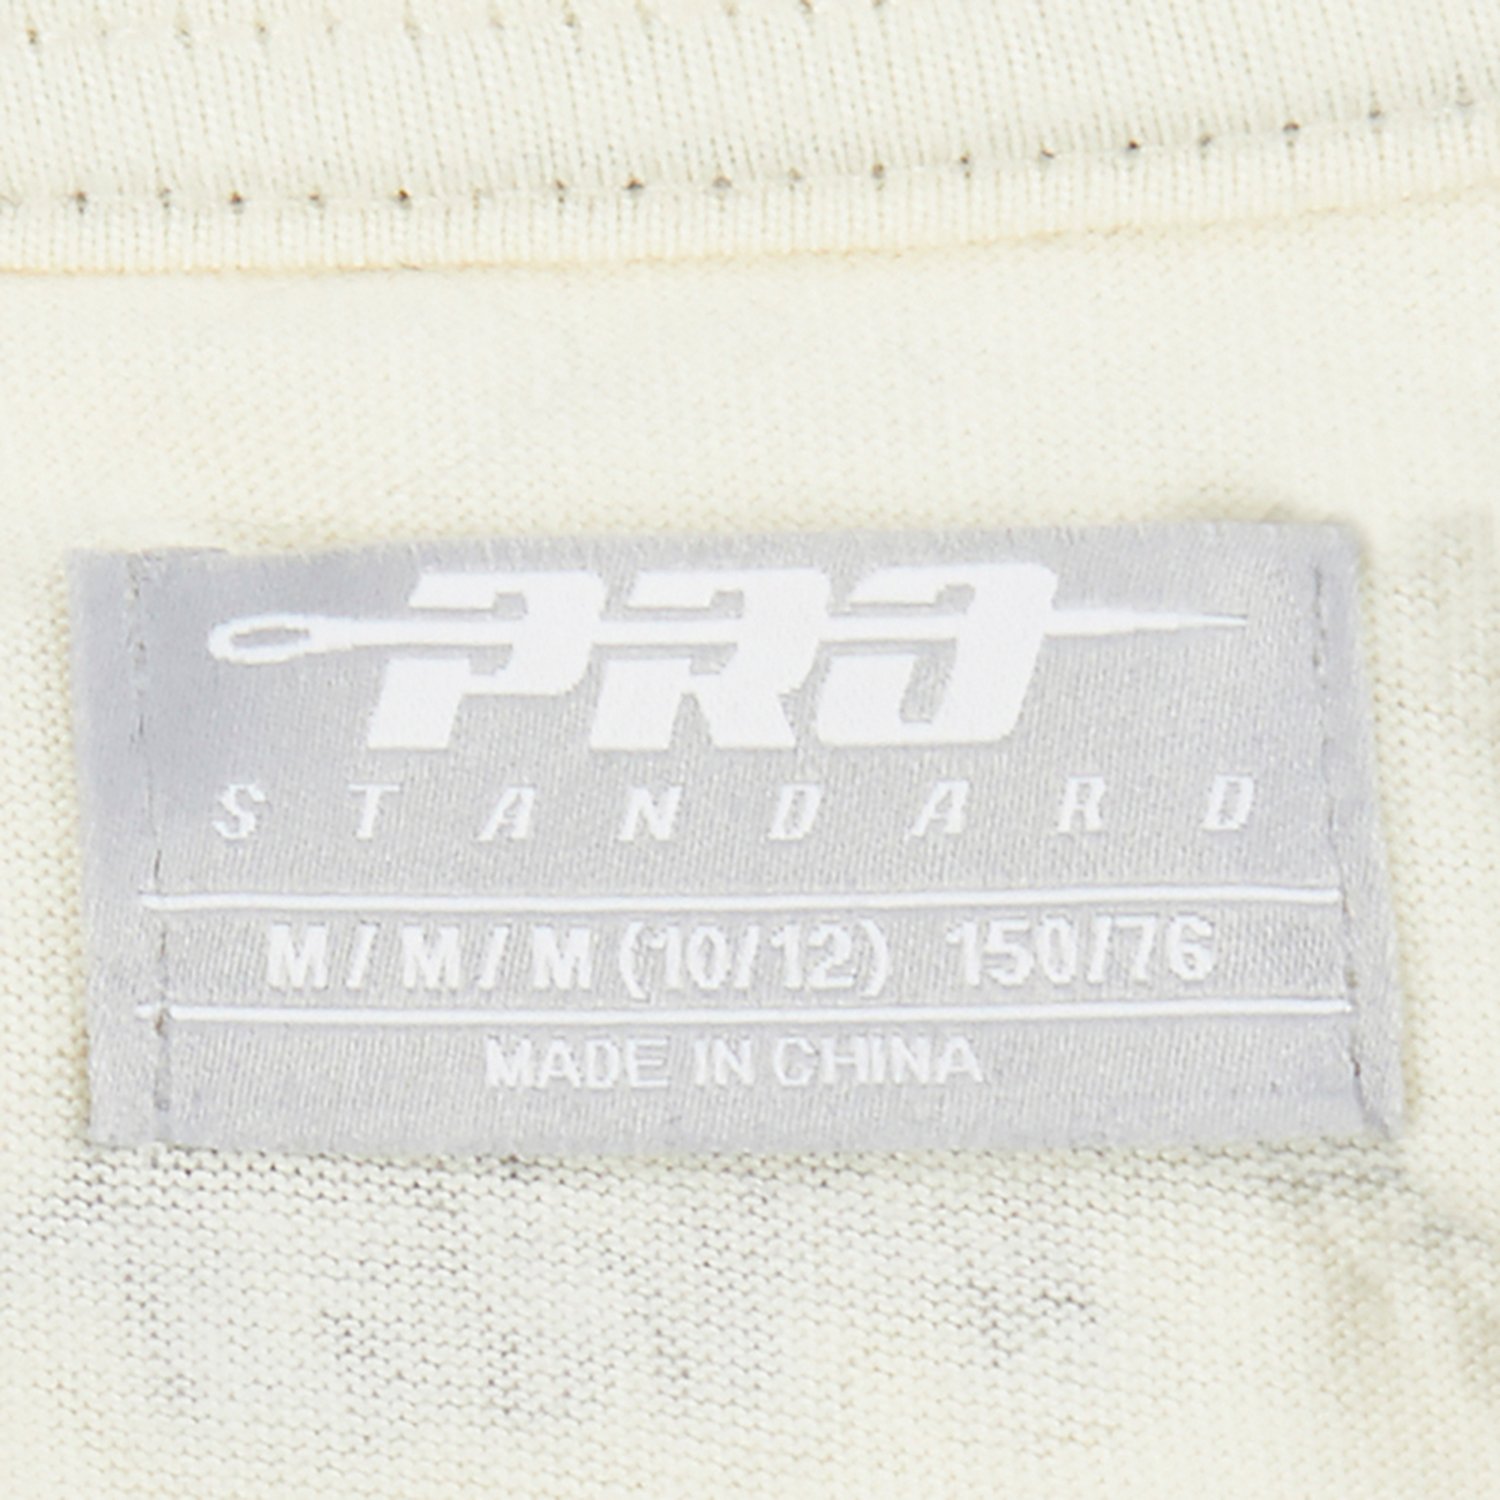 PRO
STANDARD
M/M/M (10/12) 150/76
MADE IN CHINA